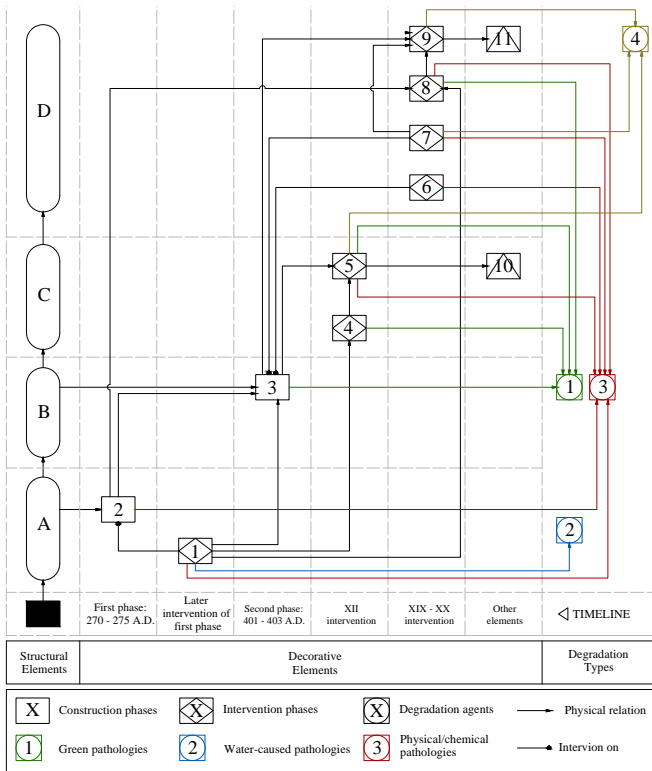 9
11
4
D
8
7
6
C
5
10
4
B
3
1
3
A
2
1
2
First phase:
270 - 275 A.D.
Later
intervention of
first phase
Second phase:
401 - 403 A.D.
XII
intervention
XIX - XX
intervention
Other
elements
TIMELINE
Structural
Elements
Decorative
Elements
Degradation
Types
X
Construction phases
X
Intervention phases
X
Degradation agents
Physical relation
1
Green pathologies
2
Water-caused pathologies
3
Physical/chemical
pathologies
Intervion on